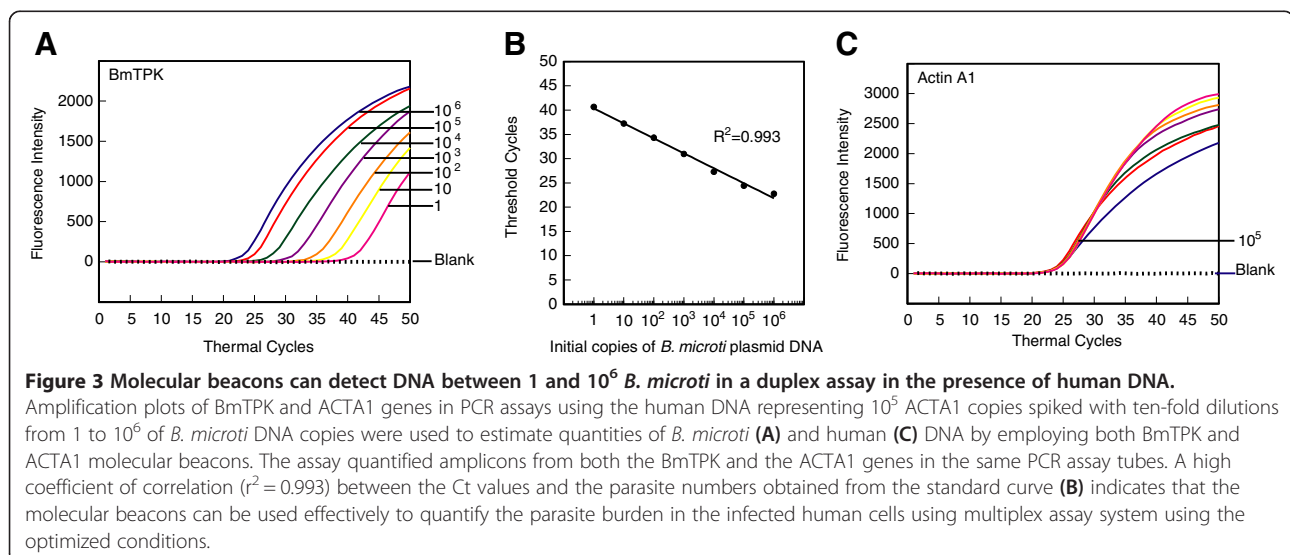 A
BmTPK
Fluorescence Intensity
2000
1500
1000
500
0
10⁶
10⁵
10⁴
10³
10²
10
1
Blank
0 5 10 15 20 25 30 35 40 45 50
Thermal Cycles
B
Threshold Cycles
50
45
40
35
30
25
20
15
10
5
0
R²=0.993
1 10 10² 10³ 10⁴ 10⁵ 10⁶
Initial copies of B. microti plasmid DNA
C
Actin A1
Fluorescence Intensity
3000
2500
2000
1500
1000
500
0
10⁵
Blank
0 5 10 15 20 25 30 35 40 45 50
Thermal Cycles
Figure 3 Molecular beacons can detect DNA between 1 and 10⁶ B. microti in a duplex assay in the presence of human DNA.
Amplification plots of BmTPK and ACTA1 genes in PCR assays using the human DNA representing 10⁵ ACTA1 copies spiked with ten-fold dilutions
from 1 to 10⁶ of B. microti DNA copies were used to estimate quantities of B. microti (A) and human (C) DNA by employing both BmTPK and
ACTA1 molecular beacons. The assay quantified amplicons from both the BmTPK and the ACTA1 genes in the same PCR assay tubes. A high
coefficient of correlation (r² = 0.993) between the Ct values and the parasite numbers obtained from the standard curve (B) indicates that the
molecular beacons can be used effectively to quantify the parasite burden in the infected human cells using multiplex assay system using the
optimized conditions.